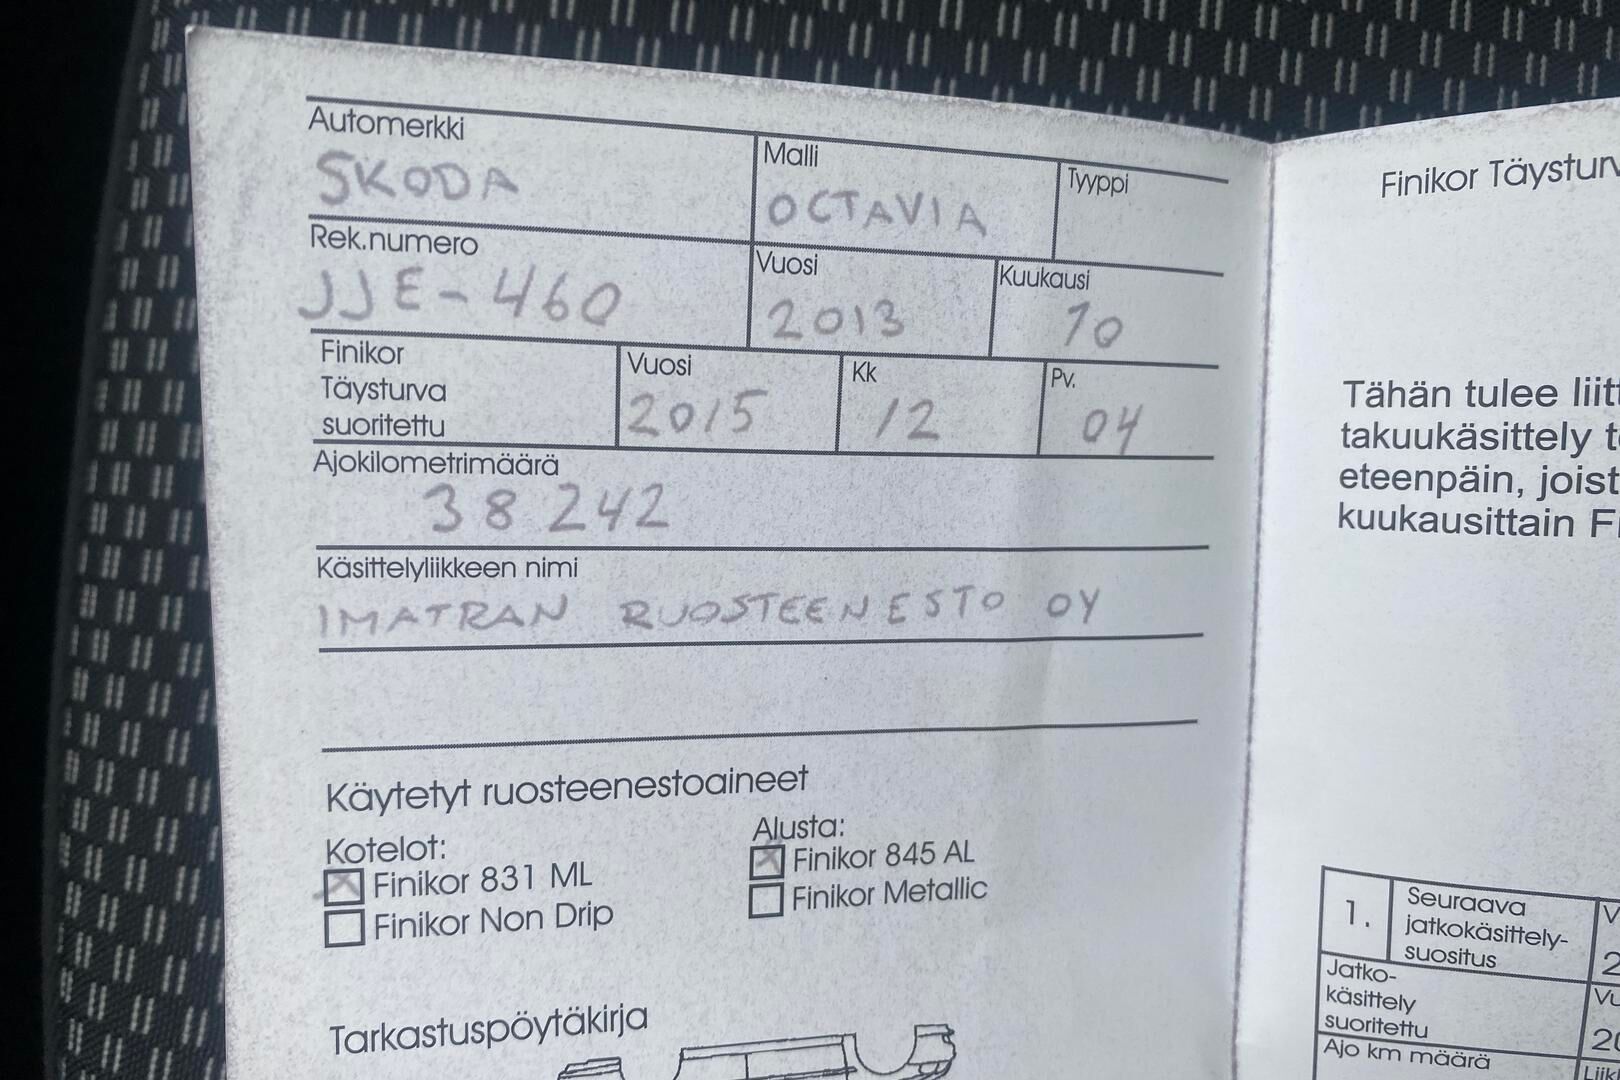 Automerkki
SKODA
Malli
OCTAVIA
Tyyppi
Rek.numero
JJE-460
Vuosi
2013
Kuukausi
10
Finikor
Täysturva
suoritettu
Vuosi
2015
Kk
12
Pv.
04
Ajokilometrimäärä
38 242
Käsittelyliikkeen nimi
IMATRAN RUOSTEENESTO OY
Käytetyt ruosteenestoaineet
Kotelot:
Finikor 831 ML
Finikor Non Drip
Alusta:
Finikor 845 AL
Finikor Metallic
Tarkastuspöytäkirja
Finikor
Tähän tulee
takuukäsittely
eteenpäin,
kuukausittain
1.
Seuraava
jatkokäsittely-
suositus
Jatko-
käsittely
suoritettu
Ajo km määrä